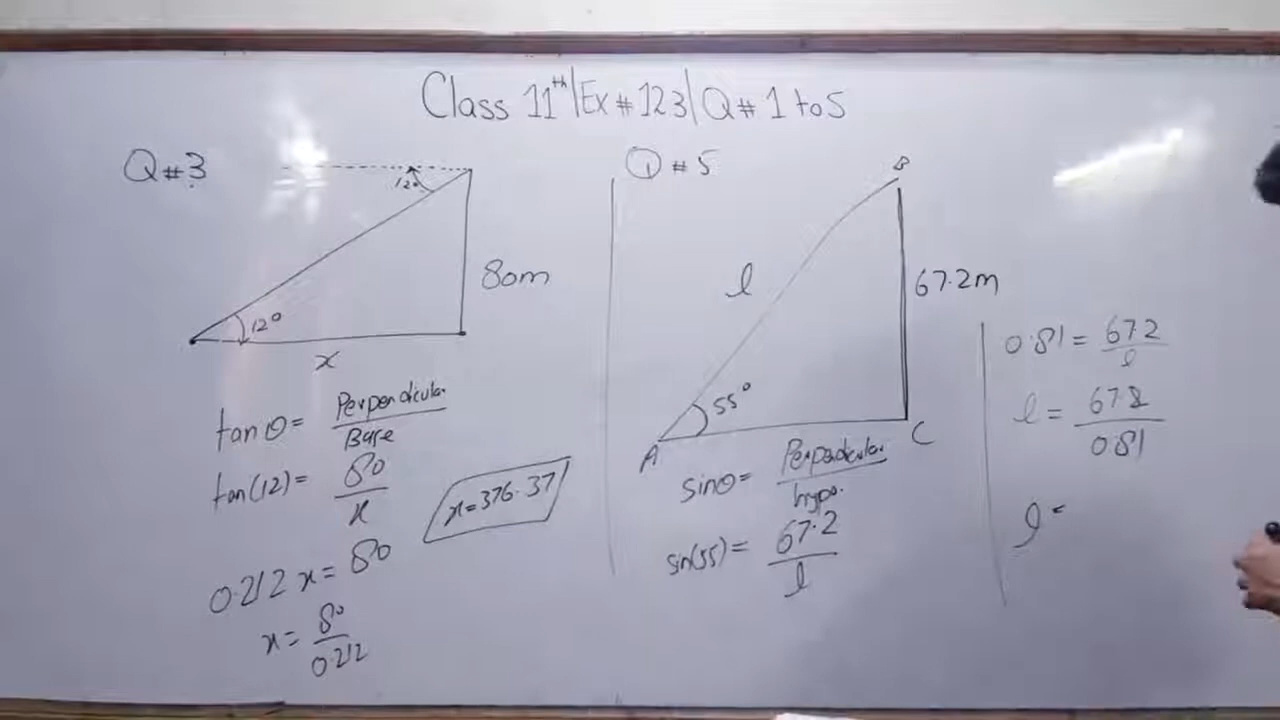 Class 11th | Ex # 12 3 | Q # 1 to 5
Q # 3
12°
80m
12°
x
tan θ = Perpendicular / Base
tan(12) = 80 / x
0.212 x = 80
x = 80 / 0.212
x = 376.37
Q # 5
B
l
67.2m
55°
A
C
sin θ = Perpendicular / hypo.
sin(55) = 67.2 / l
0.81 = 67.2 / l
l = 67.2 / 0.81
l =